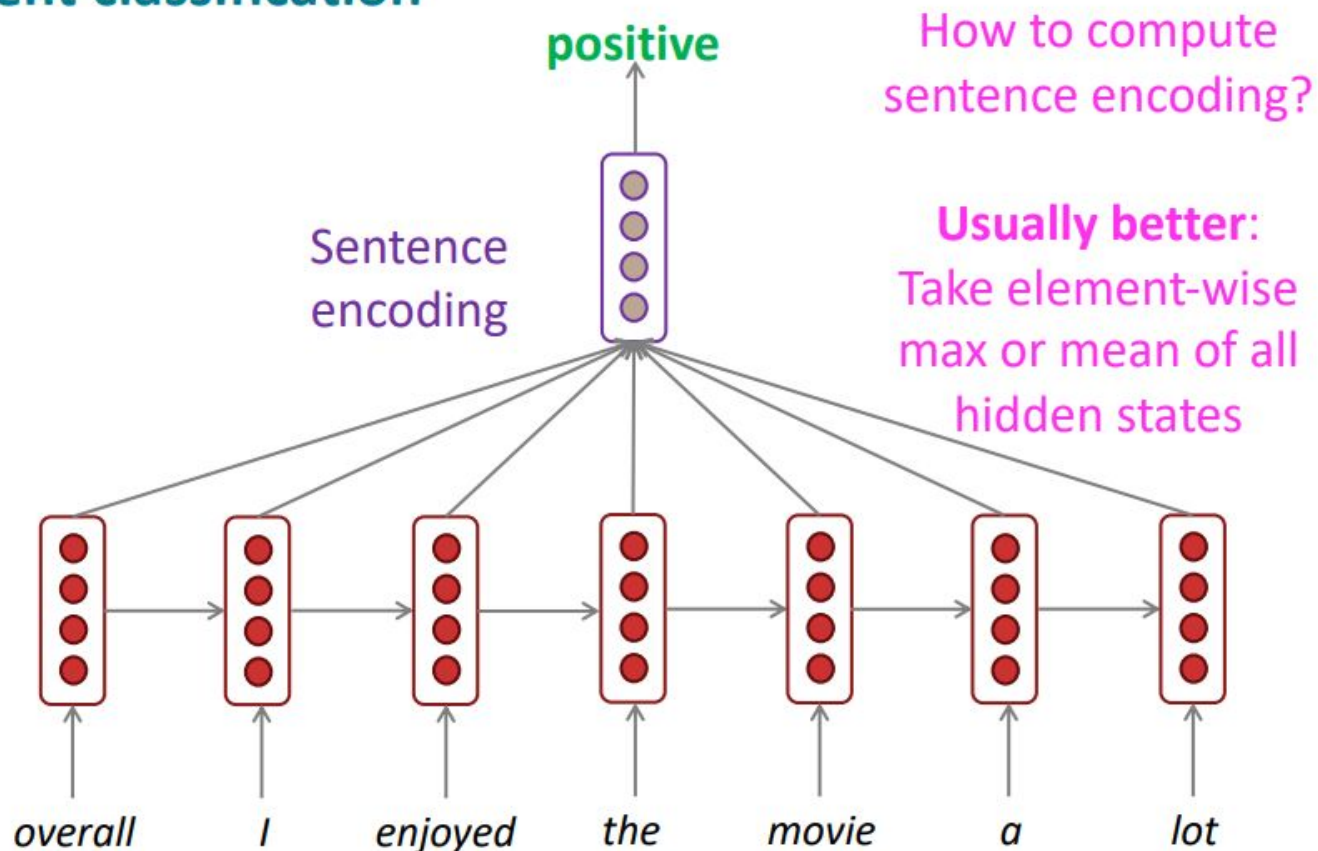 classification
positive
How to compute
sentence encoding?
Sentence
encoding
Usually better:
Take element-wise
max or mean of all
hidden states
overall I enjoyed the movie a lot